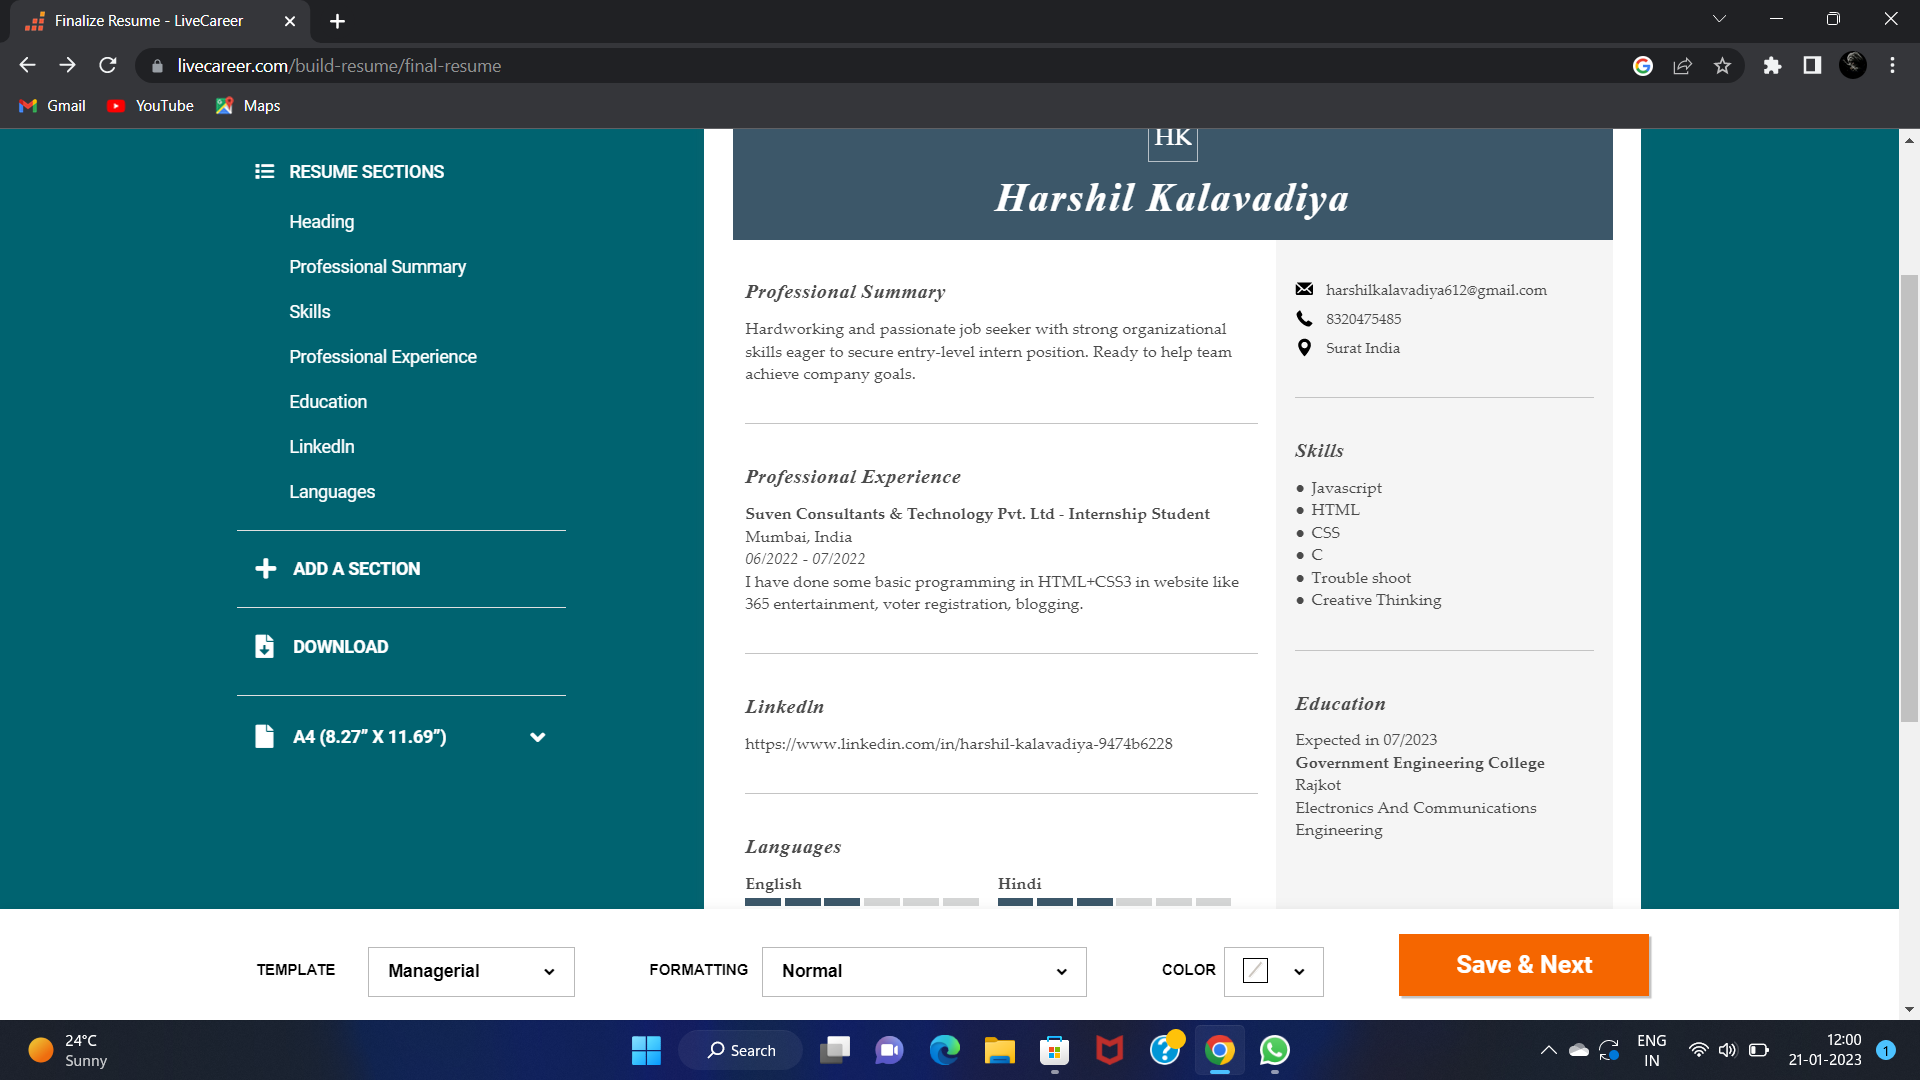 Finalize Resume - LiveCareer
livecareer.com/build-resume/final-resume
Gmail
YouTube
Maps
RESUME SECTIONS
Heading
Professional Summary
Skills
Professional Experience
Education
LinkedIn
Languages
ADD A SECTION
DOWNLOAD
A4 (8.27” X 11.69”)
HK
Harshil Kalavadiya
Professional Summary
Hardworking and passionate job seeker with strong organizational
skills eager to secure entry-level intern position. Ready to help team
achieve company goals.
Professional Experience
Suven Consultants & Technology Pvt. Ltd - Internship Student
Mumbai, India
06/2022 - 07/2022
I have done some basic programming in HTML+CSS3 in website like
365 entertainment, voter registration, blogging.
LinkedIn
https://www.linkedin.com/in/harshil-kalavadiya-9474b6228
Languages
English
Hindi
harshilkalavadiya612@gmail.com
8320475485
Surat India
Skills
● Javascript
● HTML
● CSS
● C
● Trouble shoot
● Creative Thinking
Education
Expected in 07/2023
Government Engineering College
Rajkot
Electronics And Communications
Engineering
TEMPLATE
Managerial
FORMATTING
Normal
COLOR
Save & Next
24°C
Sunny
Search
ENG
IN
12:00
21-01-2023
1